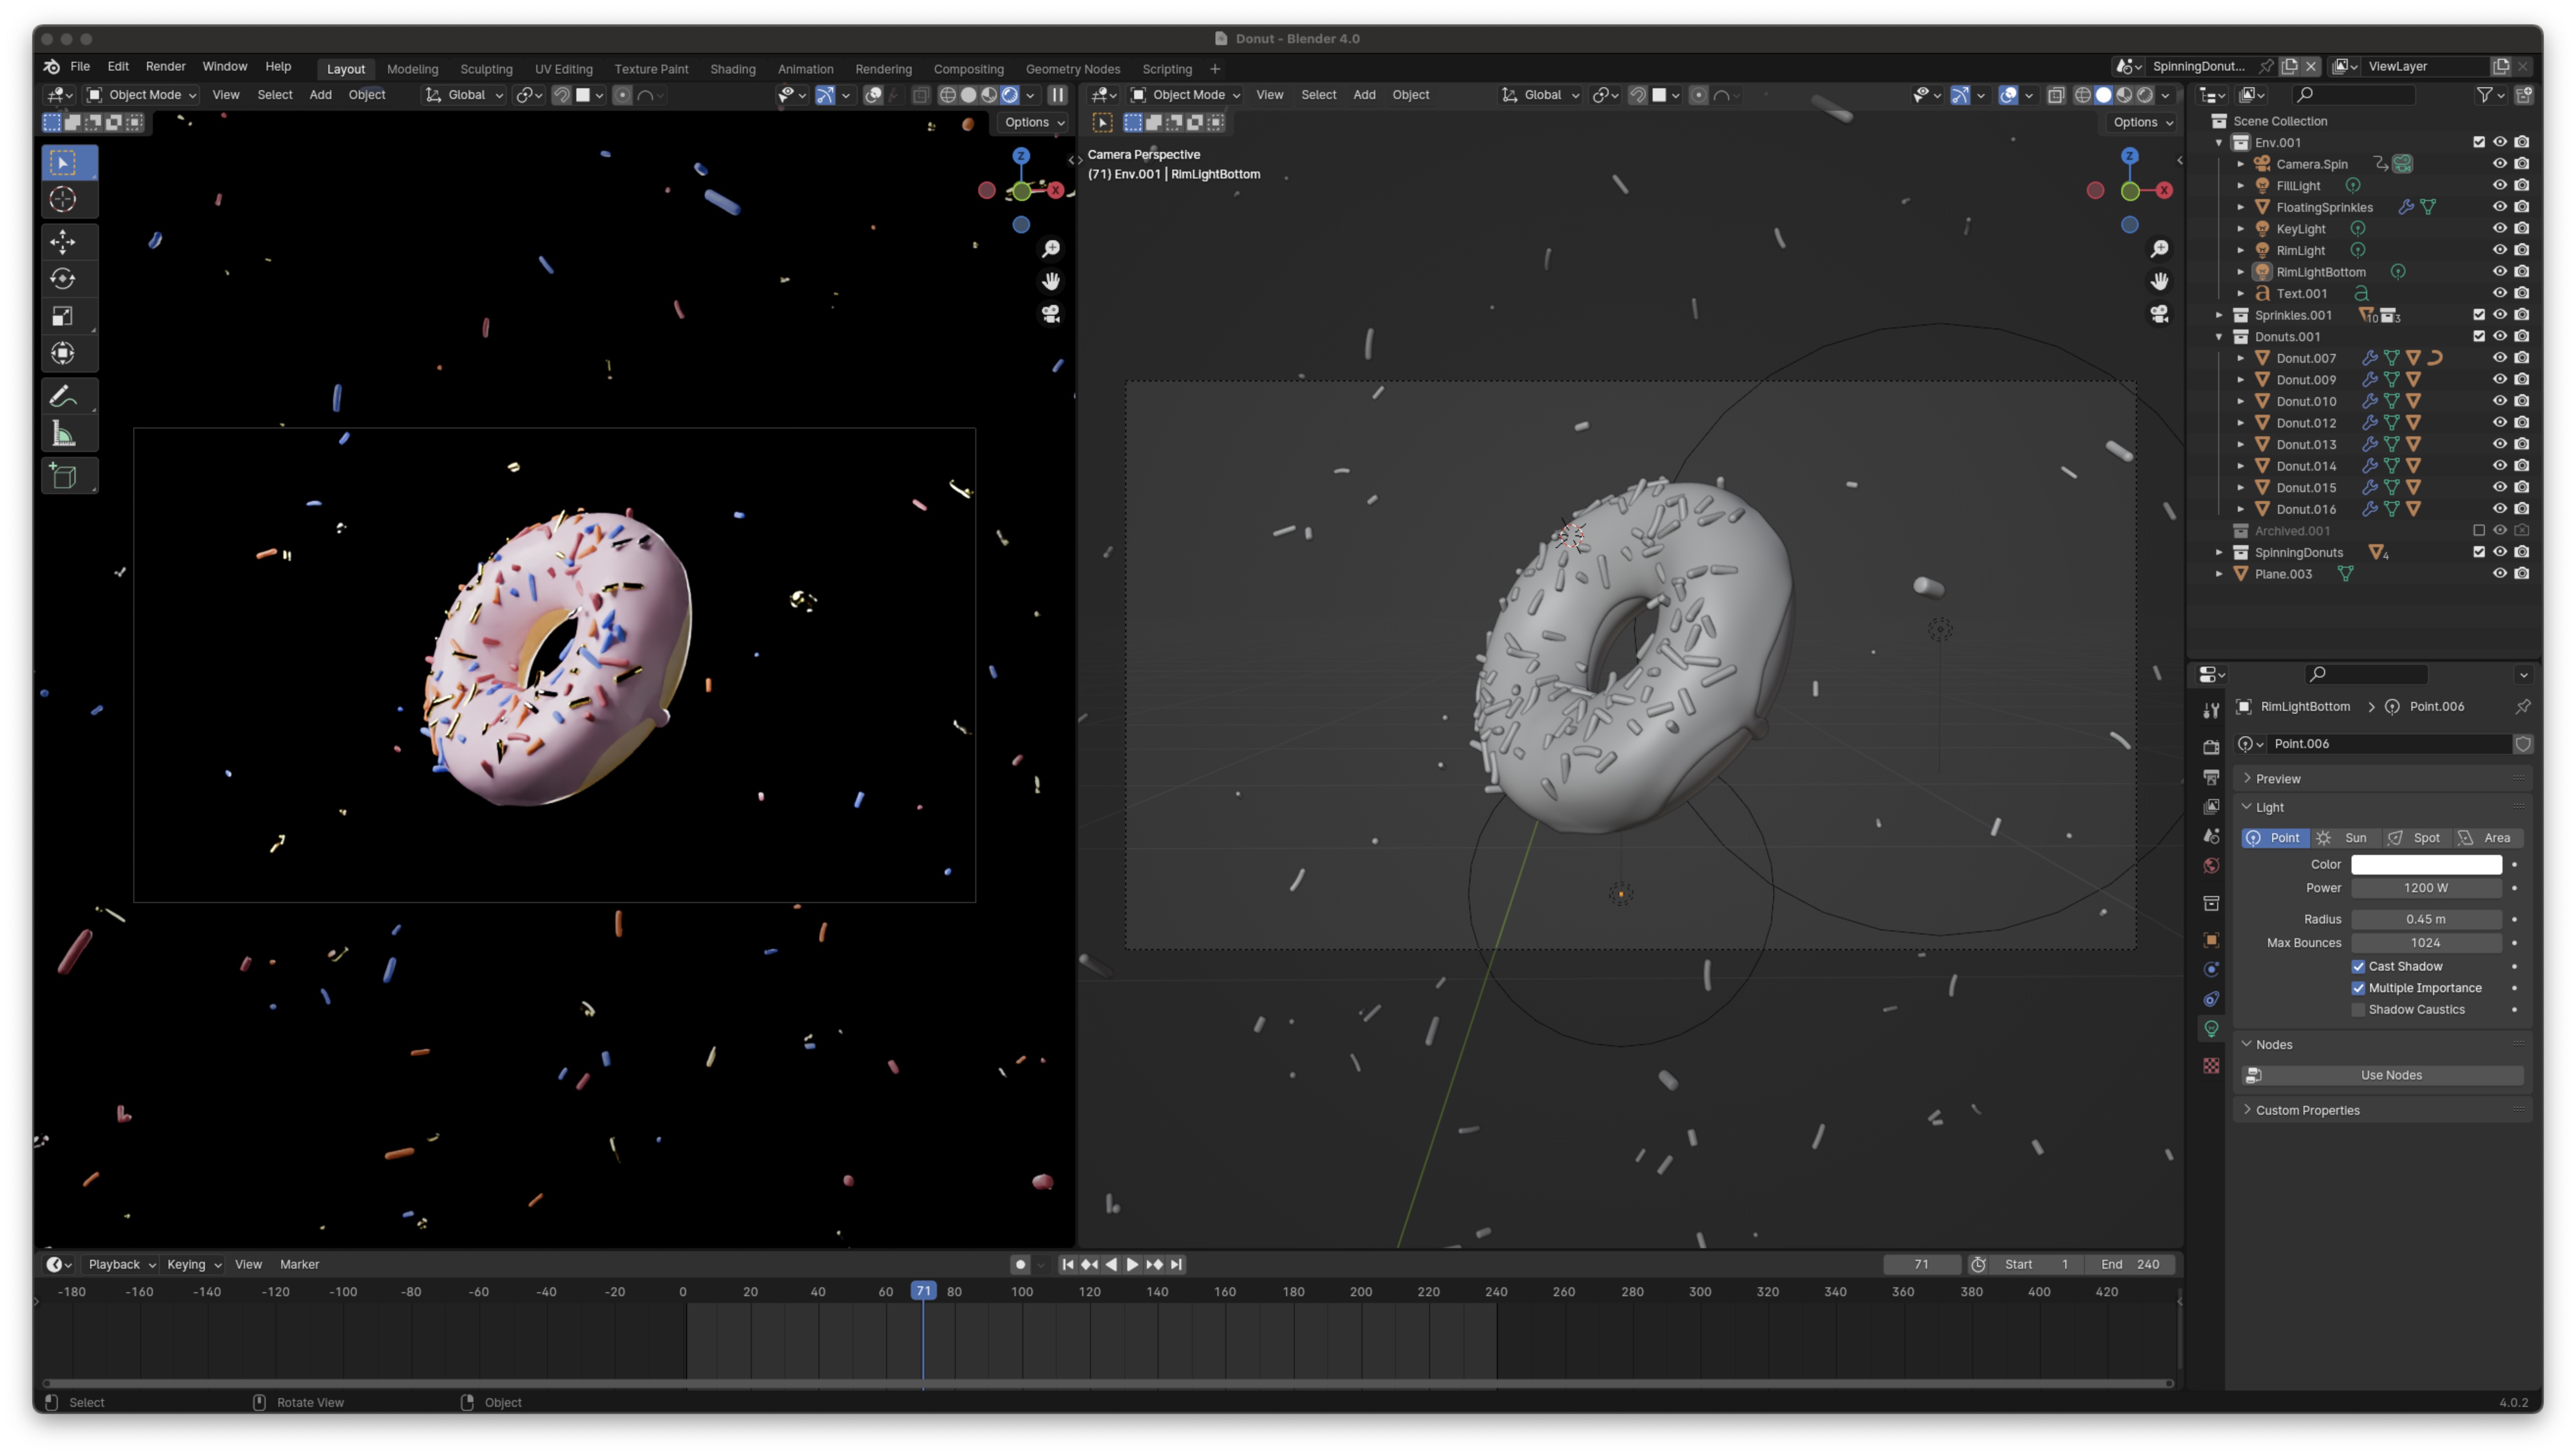 Donut - Blender 4.0
File Edit Render Window Help Layout Modeling Sculpting UV Editing Texture Paint Shading Animation Rendering Compositing Geometry Nodes Scripting + SpinningDonut... ViewLayer
Object Mode View Select Add Object Global
Options
Z
X
Object Mode View Select Add Object Global
Options
Camera Perspective
(71) Env.001 | RimLightBottom
Z
X
Scene Collection
Env.001
Camera.Spin
FillLight
FloatingSprinkles
KeyLight
RimLight
RimLightBottom
Text.001
Sprinkles.001 10 3
Donuts.001
Donut.007
Donut.009
Donut.010
Donut.012
Donut.013
Donut.014
Donut.015
Donut.016
Archived.001
SpinningDonuts 4
Plane.003
RimLightBottom > Point.006
Point.006
Preview
Light
Point Sun Spot Area
Color
Power 1200 W
Radius 0.45 m
Max Bounces 1024
Cast Shadow
Multiple Importance
Shadow Caustics
Nodes
Use Nodes
Custom Properties
Playback Keying View Marker 71 Start 1 End 240
-180 -160 -140 -120 -100 -80 -60 -40 -20 0 20 40 60 71 80 100 120 140 160 180 200 220 240 260 280 300 320 340 360 380 400 420
Select Rotate View Object 4.0.2